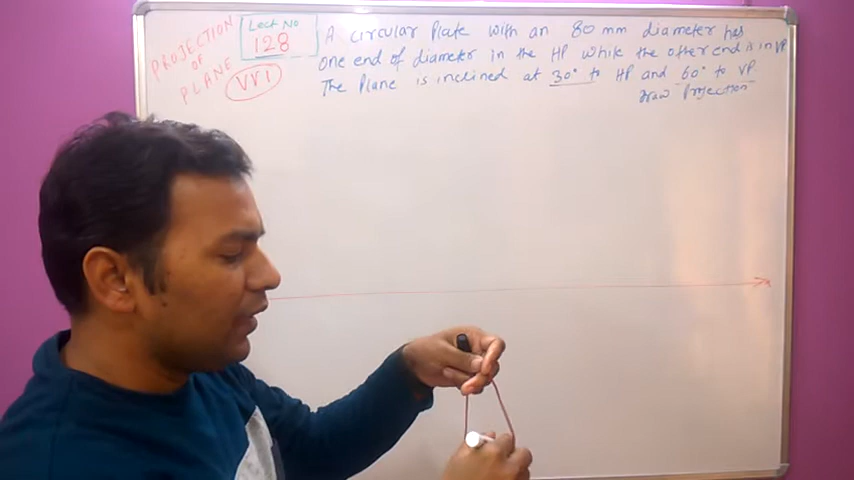 PROJECTION
OF
PLANE
Lect No
128
VVI
A circular Plate with an 80 mm diameter has
one end of diameter in the HP while the other end is in VP
The Plane is inclined at 30° to HP and 60° to VP
Draw Projection